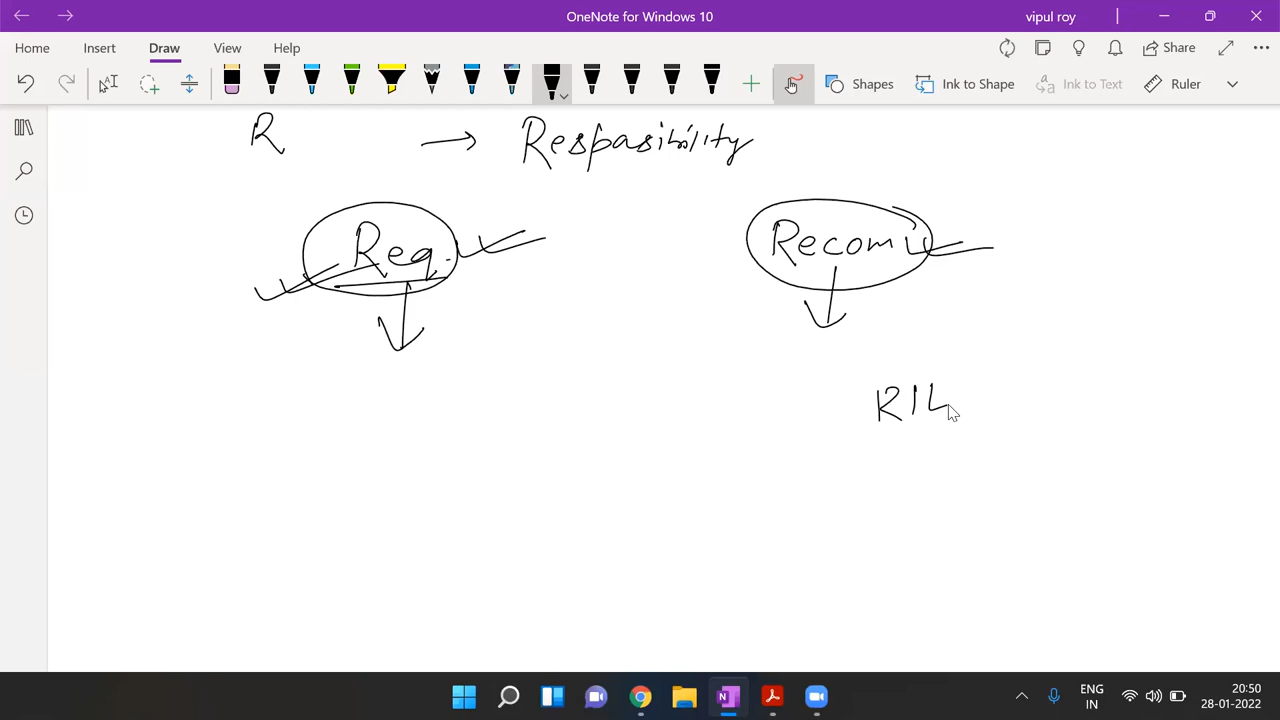 OneNote for Windows 10
vipul roy
Home Insert Draw View Help
Share
Shapes Ink to Shape Ink to Text Ruler
R → Respasibility
Req. Recomi
RIL
ENG 20:50
IN 28-01-2022